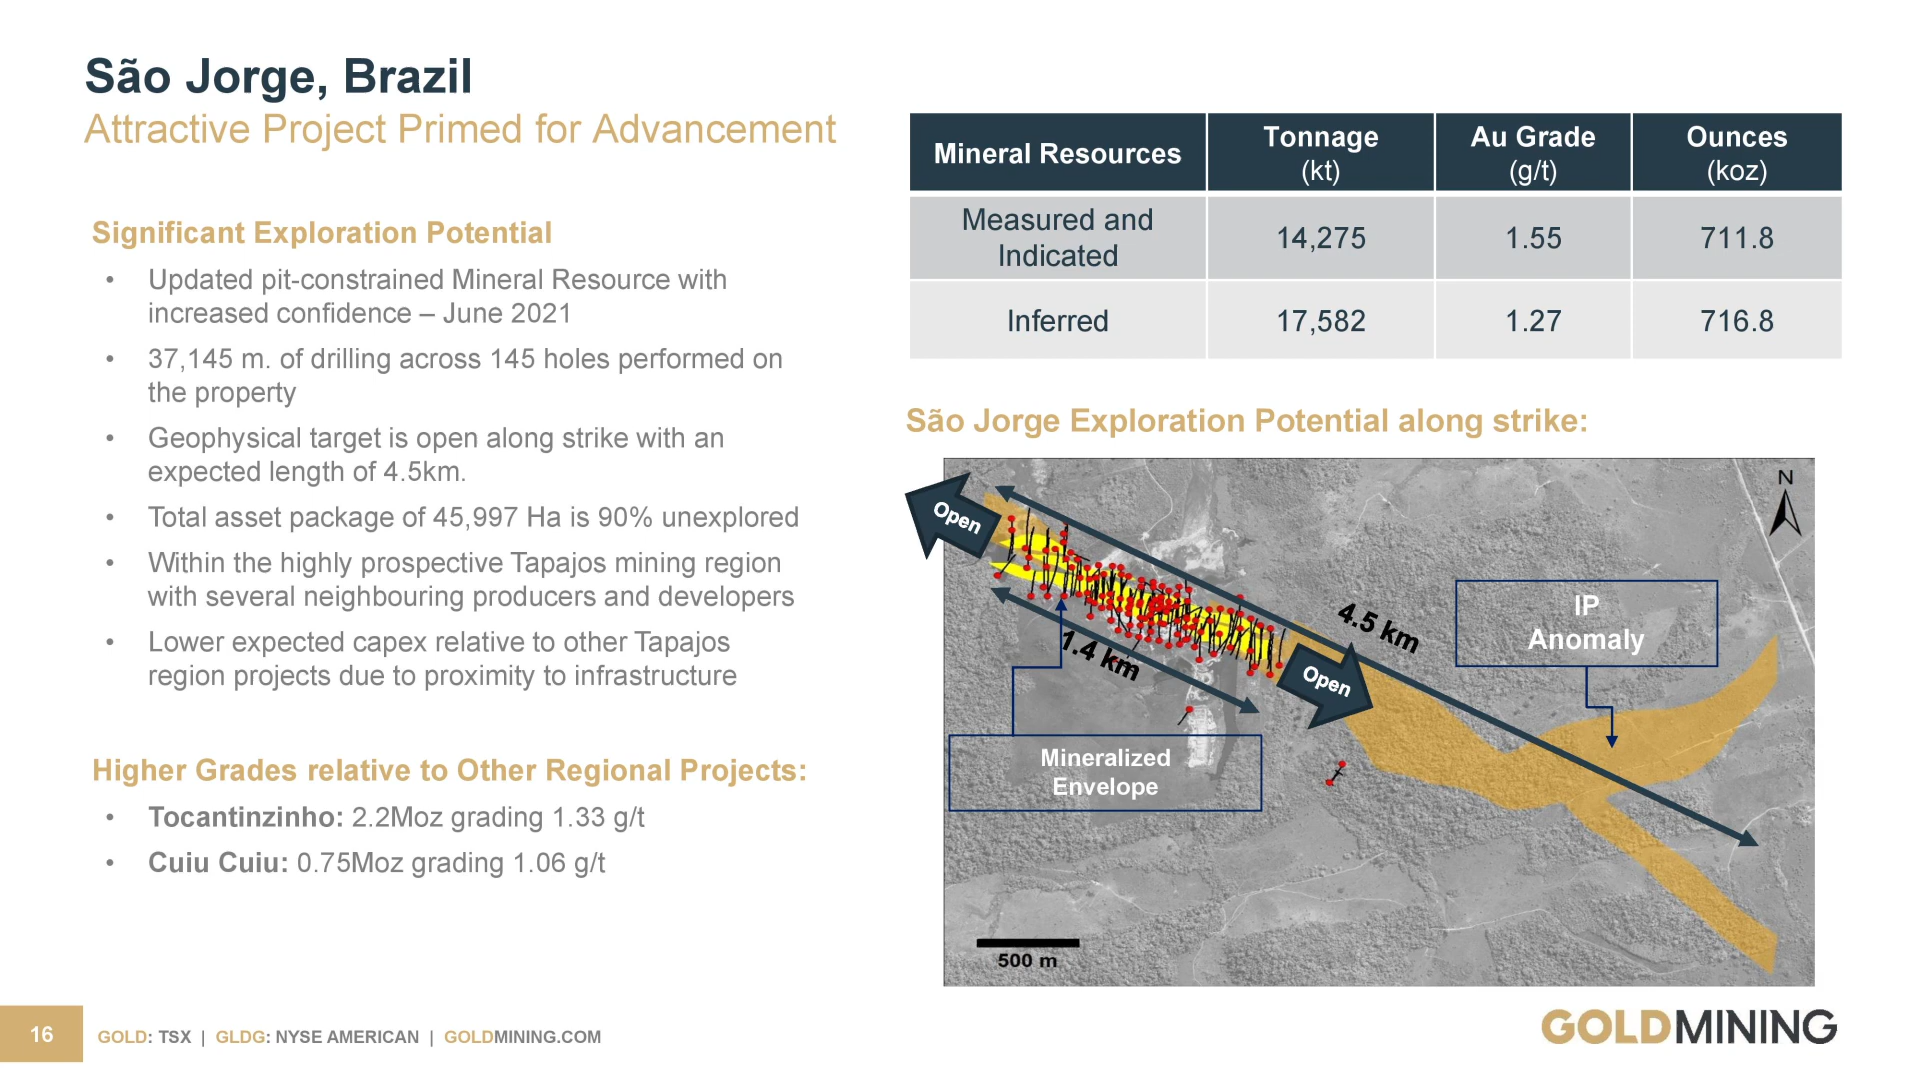 São Jorge, Brazil
Attractive Project Primed for Advancement
Significant Exploration Potential
• Updated pit-constrained Mineral Resource with
increased confidence – June 2021
• 37,145 m. of drilling across 145 holes performed on
the property
• Geophysical target is open along strike with an
expected length of 4.5km.
• Total asset package of 45,997 Ha is 90% unexplored
• Within the highly prospective Tapajos mining region
with several neighbouring producers and developers
• Lower expected capex relative to other Tapajos
region projects due to proximity to infrastructure
Higher Grades relative to Other Regional Projects:
• Tocantinzinho: 2.2Moz grading 1.33 g/t
• Cuiu Cuiu: 0.75Moz grading 1.06 g/t
Mineral Resources Tonnage (kt) Au Grade (g/t) Ounces (koz)
Measured and Indicated 14,275 1.55 711.8
Inferred 17,582 1.27 716.8
São Jorge Exploration Potential along strike:
N
Open
4.5 km
IP
Anomaly
1.4 km
Open
Mineralized
Envelope
500 m
16
GOLD: TSX | GLDG: NYSE AMERICAN | GOLDMINING.COM
GOLDMINING